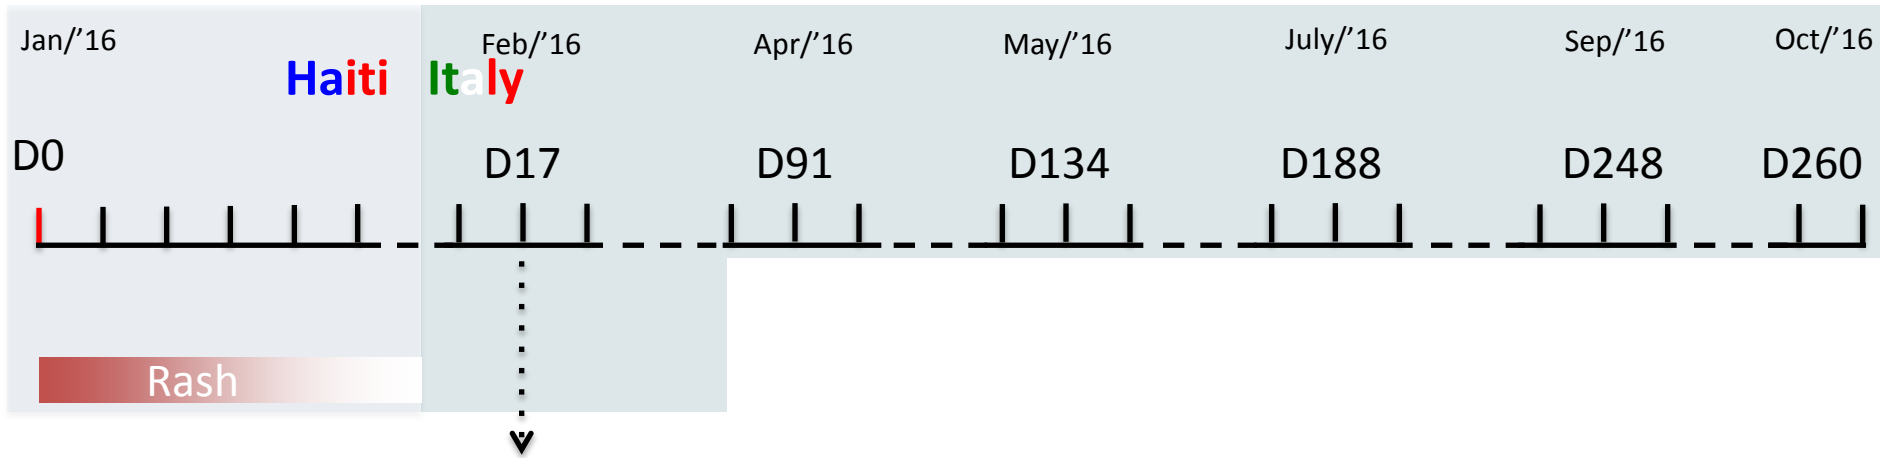 Jan/’16 Feb/’16 Apr/’16 May/’16 July/’16 Sep/’16 Oct/’16
Haiti Italy
D0 D17 D91 D134 D188 D248 D260
Rash